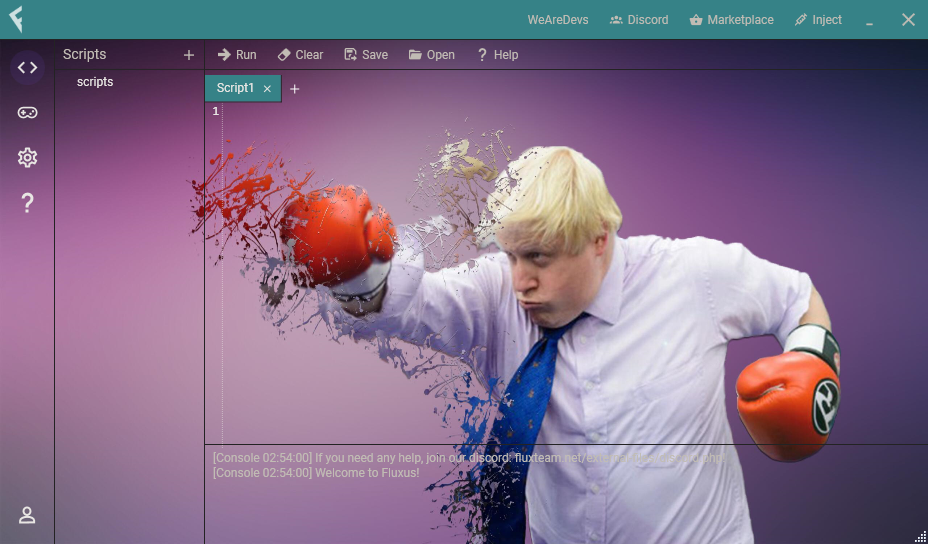 WeAreDevs Discord Marketplace Inject
Scripts
Run Clear Save Open Help
scripts
Script1
1
[Console 02:54:00] If you need any help, join our discord: fluxteam.net/
[Console 02:54:00] Welcome to Fluxus!